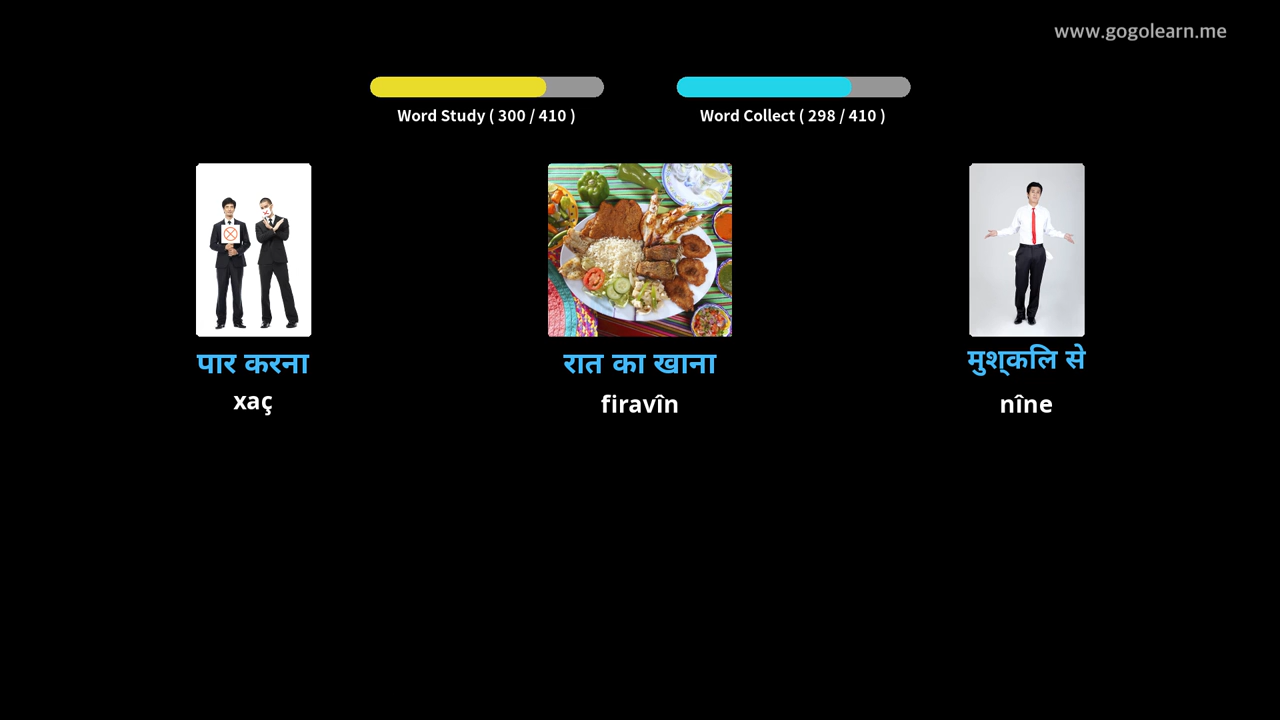 www.gogolearn.me
Word Study ( 300 / 410 )
Word Collect ( 298 / 410 )
पार करना
रात का खाना
मुश्कलि से
xaç
firavîn
nîne